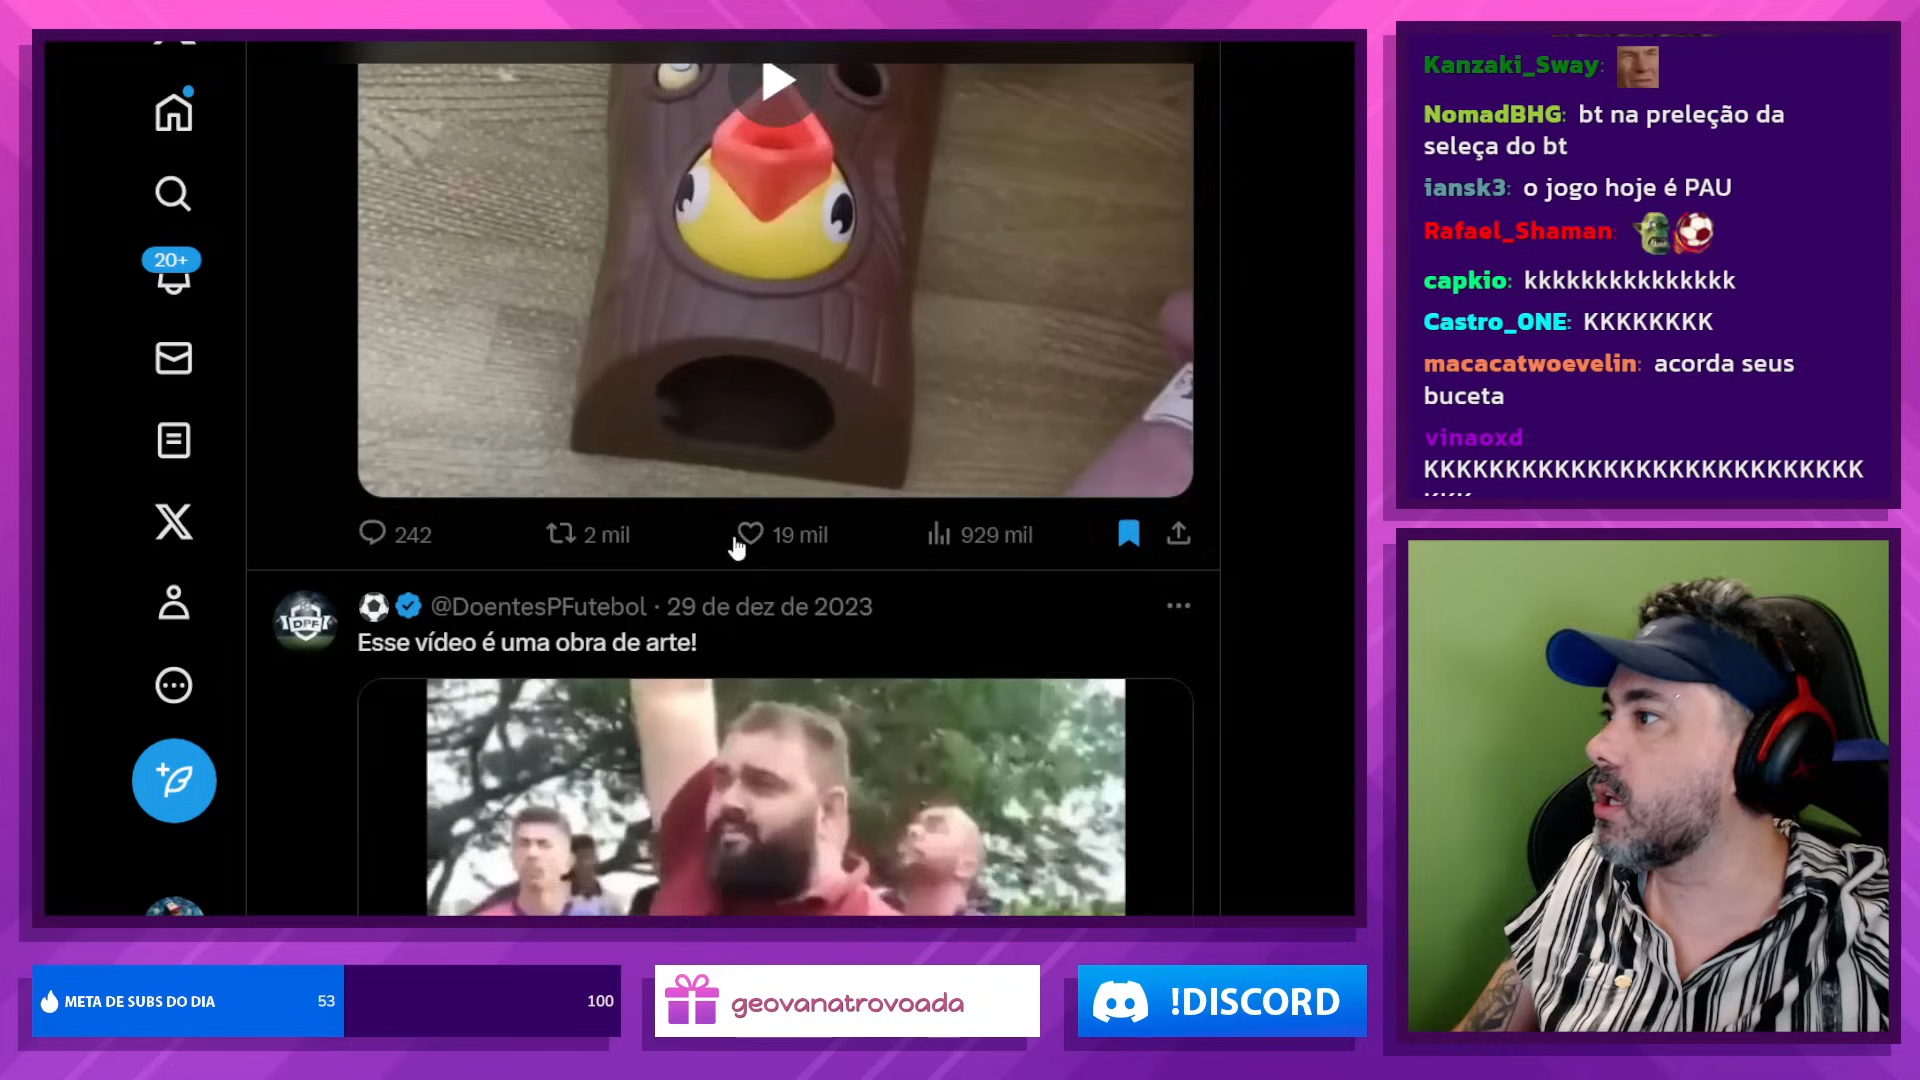 20+
242
2 mil
19 mil
929 mil
DPF
@DoentesPFutebol · 29 de dez de 2023
Esse vídeo é uma obra de arte!
Kanzaki_Sway:
NomadBHG: bt na preleção da
seleça do bt
iansk3: o jogo hoje é PAU
Rafael_Shaman:
capkio: kkkkkkkkkkkkkk
Castro_ONE: KKKKKKKK
macacatwoevelin: acorda seus
buceta
vinaoxd
KKKKKKKKKKKKKKKKKKKKKKKKKKK
META DE SUBS DO DIA
53
100
geovanatrovoada
!DISCORD